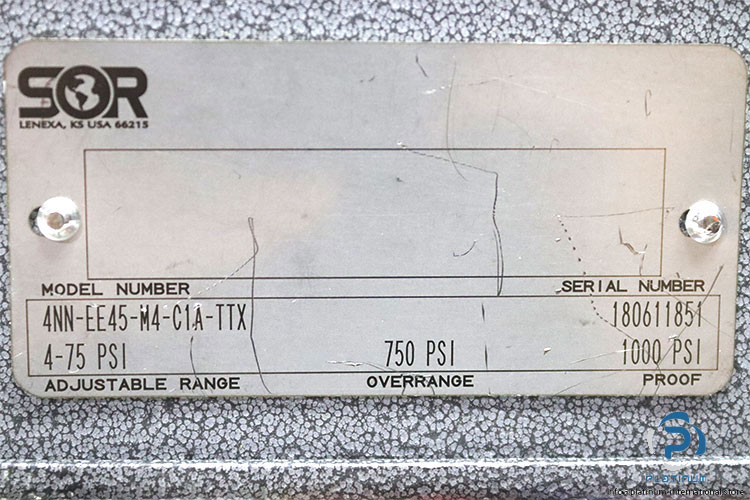 SOR
LENEXA, KS USA 66215
MODEL NUMBER SERIAL NUMBER
4NN-EE45-M4-C1A-TTX 180611851
4-75 PSI 750 PSI 1000 PSI
ADJUSTABLE RANGE OVERRANGE PROOF